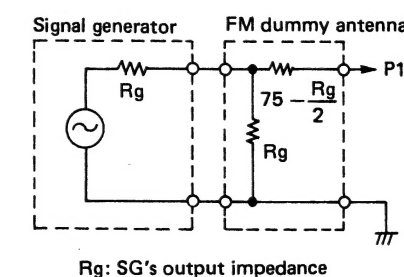 Signal generator
FM dummy antenna
Rg
75 - Rg/2
P1
Rg
Rg: SG's output impedance